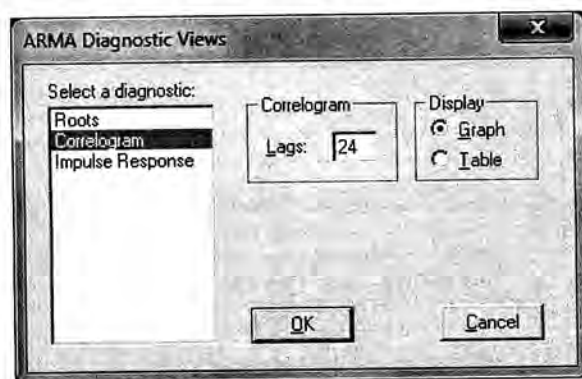 ARMA Diagnostic Views
x
Select a diagnostic:
Roots
Correlogram
Impulse Response
Correlogram
Lags: 24
Display
Graph
Table
OK
Cancel